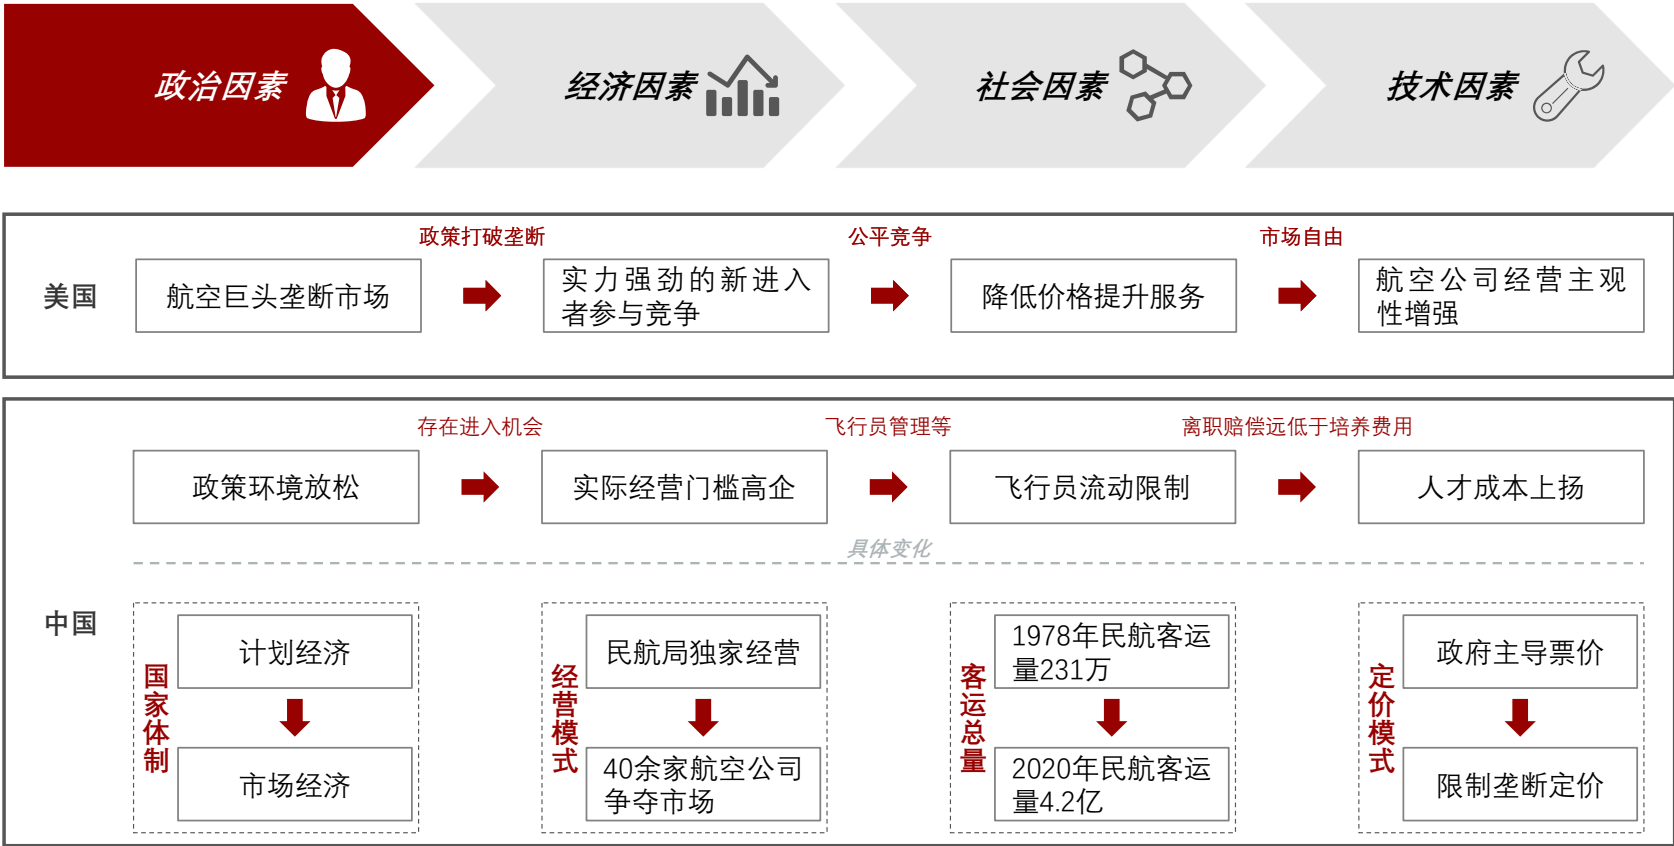 政治因素
经济因素
社会因素
技术因素
政策打破垄断
公平竞争
市场自由
美国
航空巨头垄断市场
实力强劲的新进入
者参与竞争
降低价格提升服务
航空公司经营主观
性增强
存在进入机会
飞行员管理等
离职赔偿远低于培养费用
政策环境放松
实际经营门槛高企
飞行员流动限制
人才成本上扬
具体变化
中国
国家体制
计划经济
市场经济
经营模式
民航局独家经营
40余家航空公司
争夺市场
客运总量
1978年民航客运
量231万
2020年民航客运
量4.2亿
定价模式
政府主导票价
限制垄断定价